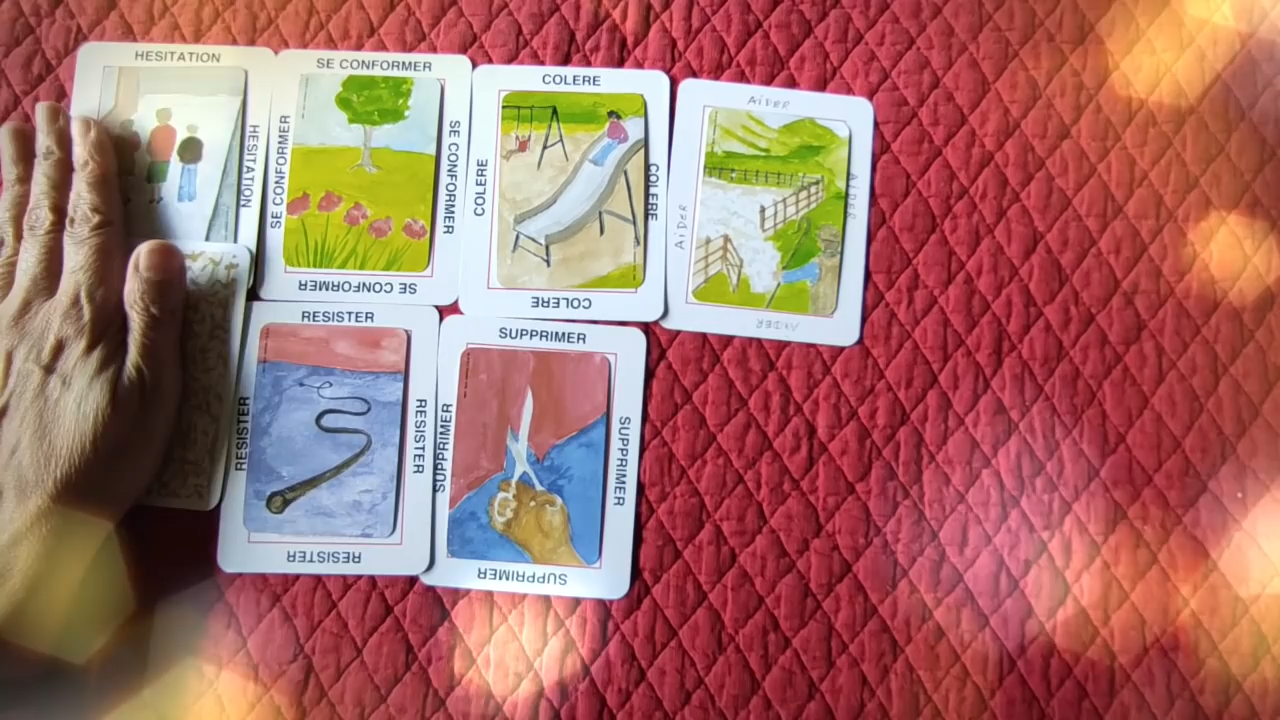 HESITATION
HESITATION
SE CONFORMER
SE CONFORMER
SE CONFORMER
SE CONFORMER
COLERE
COLERE
COLERE
COLERE
AiDER
AiDER
AiDER
AiDER
RESISTER
RESISTER
RESISTER
RESISTER
SUPPRIMER
SUPPRIMER
SUPPRIMER
SUPPRIMER